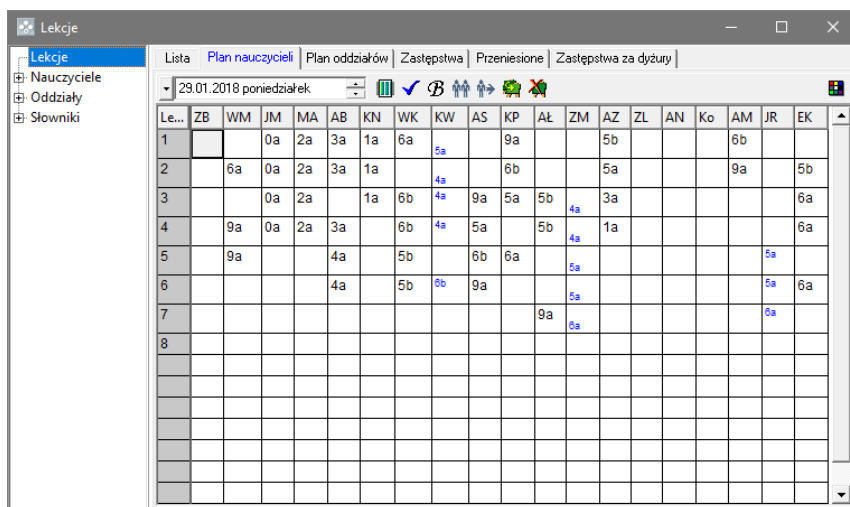 Lekcje
Lekcje
Nauczyciele
Oddziały
Słowniki
Lista Plan nauczycieli Plan oddziałów Zastępstwa Przeniesione Zastępstwa za dyżury
29.01.2018 poniedziałek B
Le... ZB WM JM MA AB KN WK KW AS KP AŁ ZM AZ ZL AN Ko AM JR EK
1 0a 2a 3a 1a 6a 5a 9a 5b 6b
2 6a 0a 2a 3a 1a 4a 6b 5a 9a 5b
3 0a 2a 1a 6b 4a 9a 5a 5b 4a 3a 6a
4 9a 0a 2a 3a 6b 4a 5a 5b 4a 1a 6a
5 9a 4a 5b 6b 6a 5a 5a
6 4a 5b 6b 9a 5a 5a 6a
7 9a 6a 6a
8